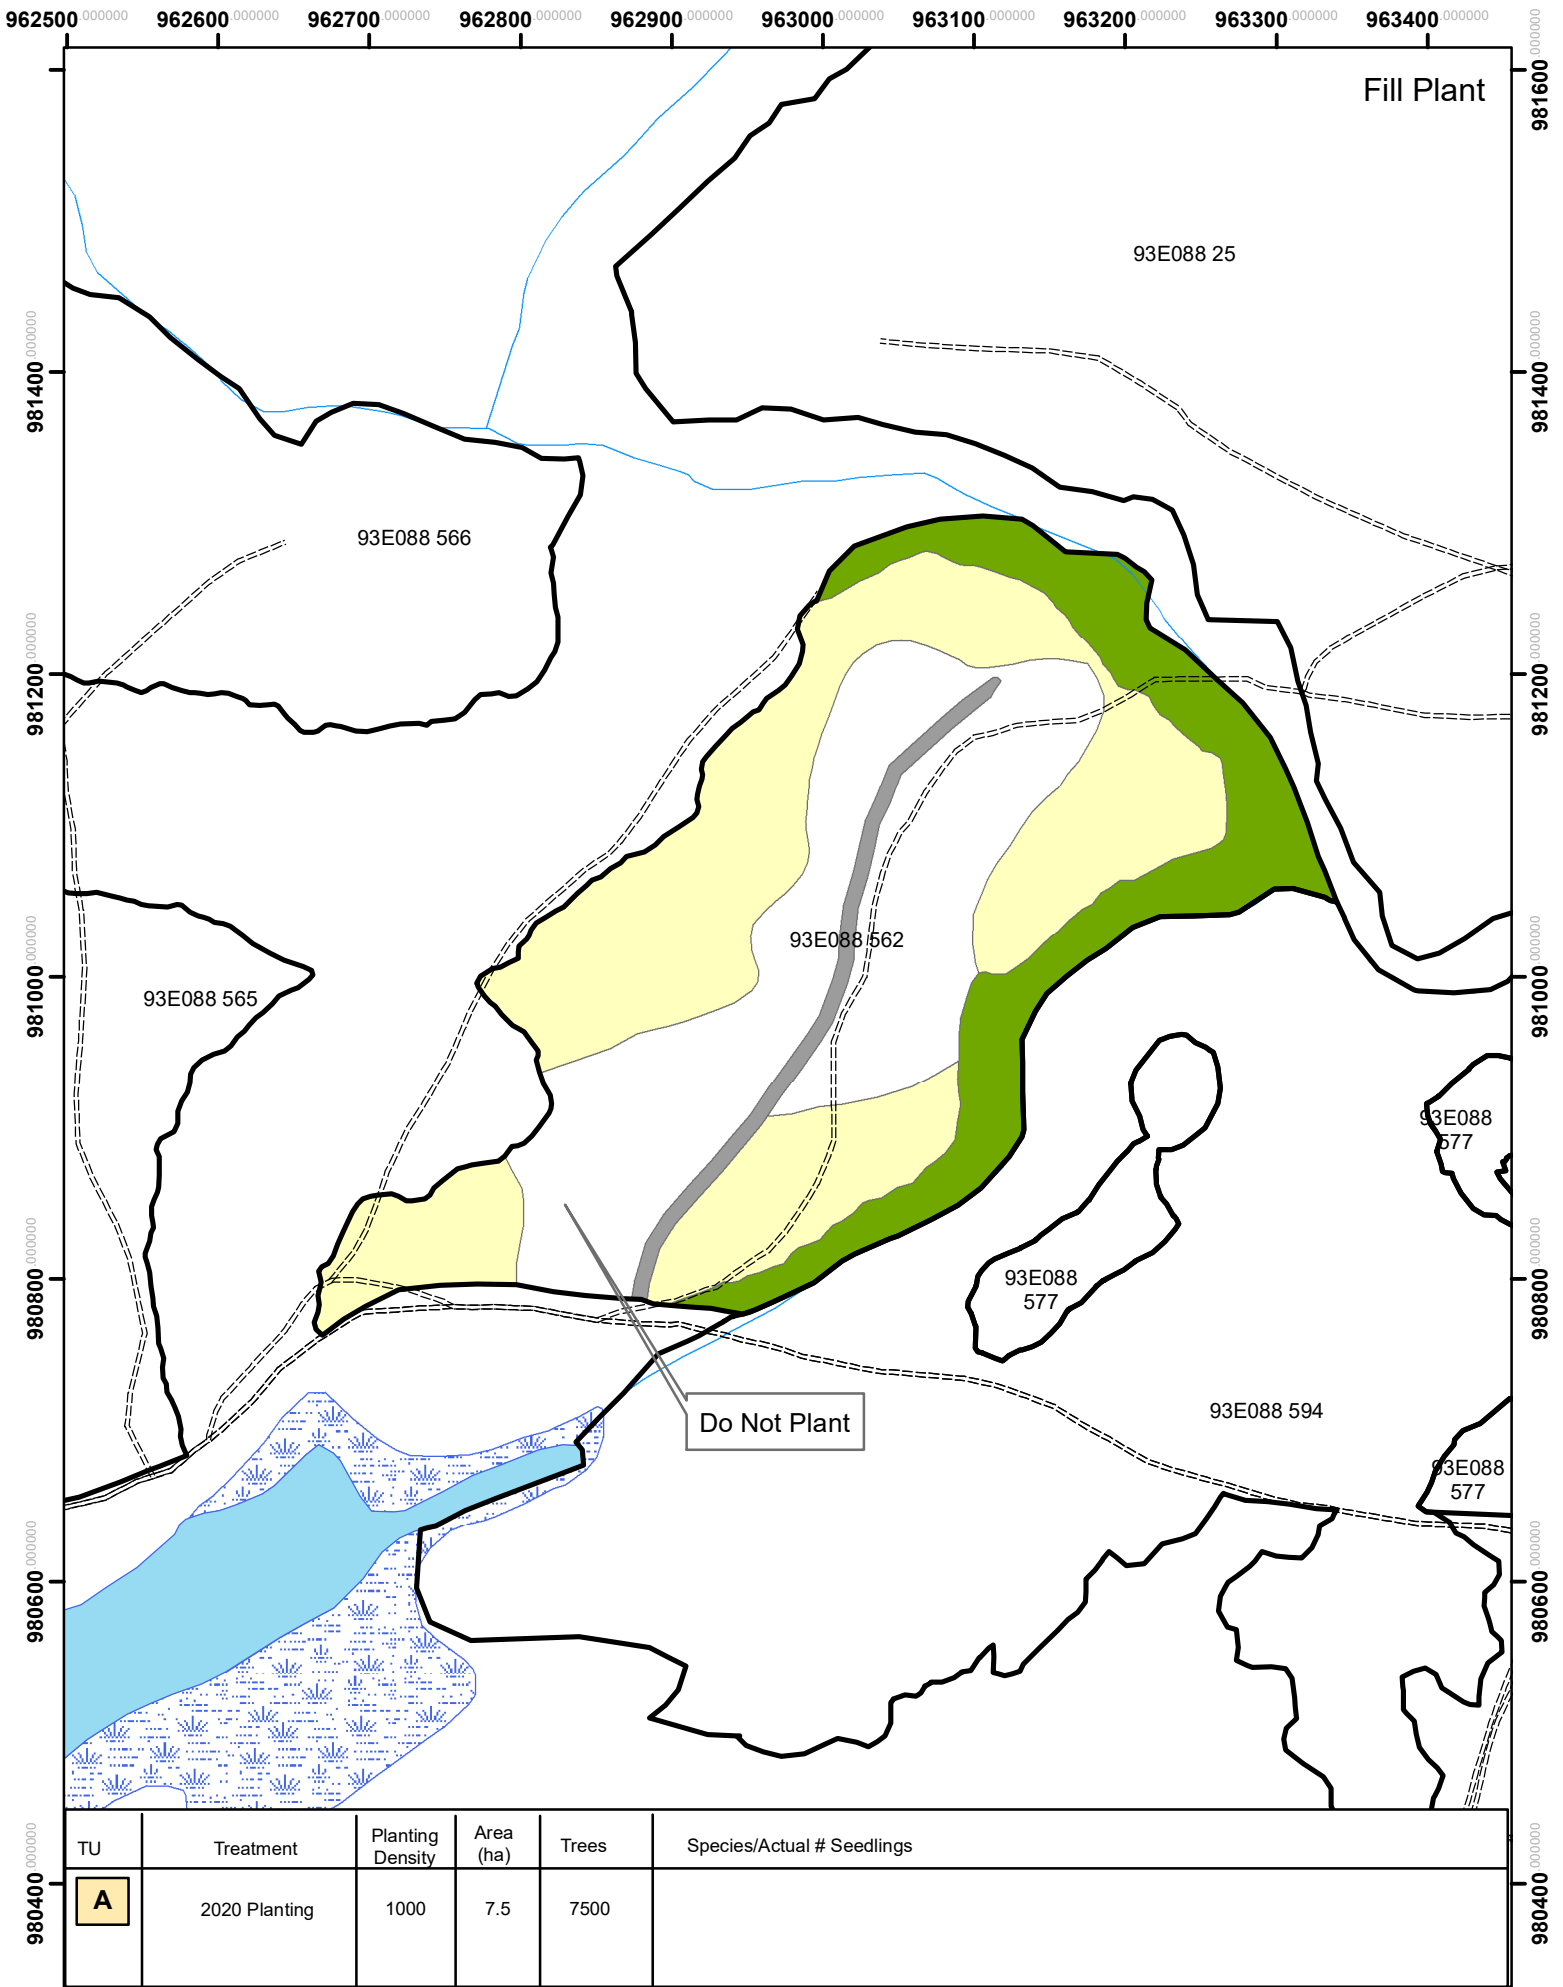 962500.000000 962600.000000 962700.000000 962800.000000 962900.000000 963000.000000 963100.000000 963200.000000 963300.000000 963400.000000
Fill Plant
981600.000000
981600.000000
93E088 25
981400.000000
981400.000000
93E088 566
981200.000000
981200.000000
93E088 562
93E088 565
981000.000000
981000.000000
93E088
577
93E088
577
980800.000000
980800.000000
Do Not Plant
93E088 594
93E088
577
980600.000000
980600.000000
TU Treatment Planting Density Area (ha) Trees Species/Actual # Seedlings
A 2020 Planting 1000 7.5 7500
980400.000000
980400.000000